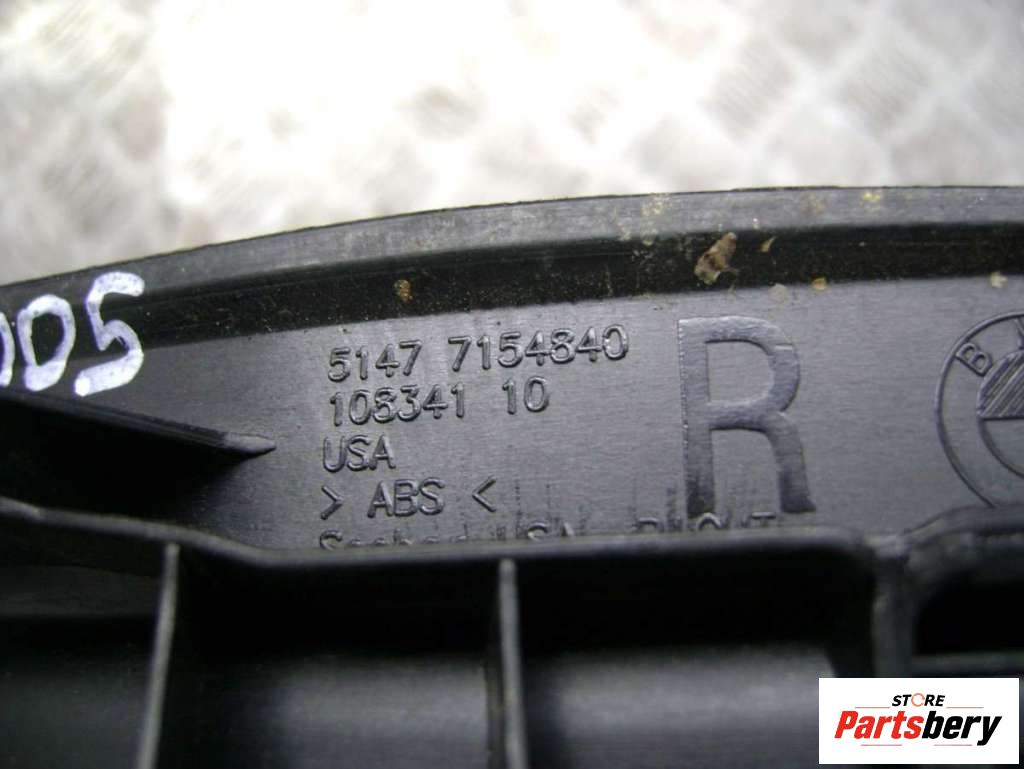 005
5147 7154840
108341 10
USA
> ABS <
R
B
STORE
Partsbery